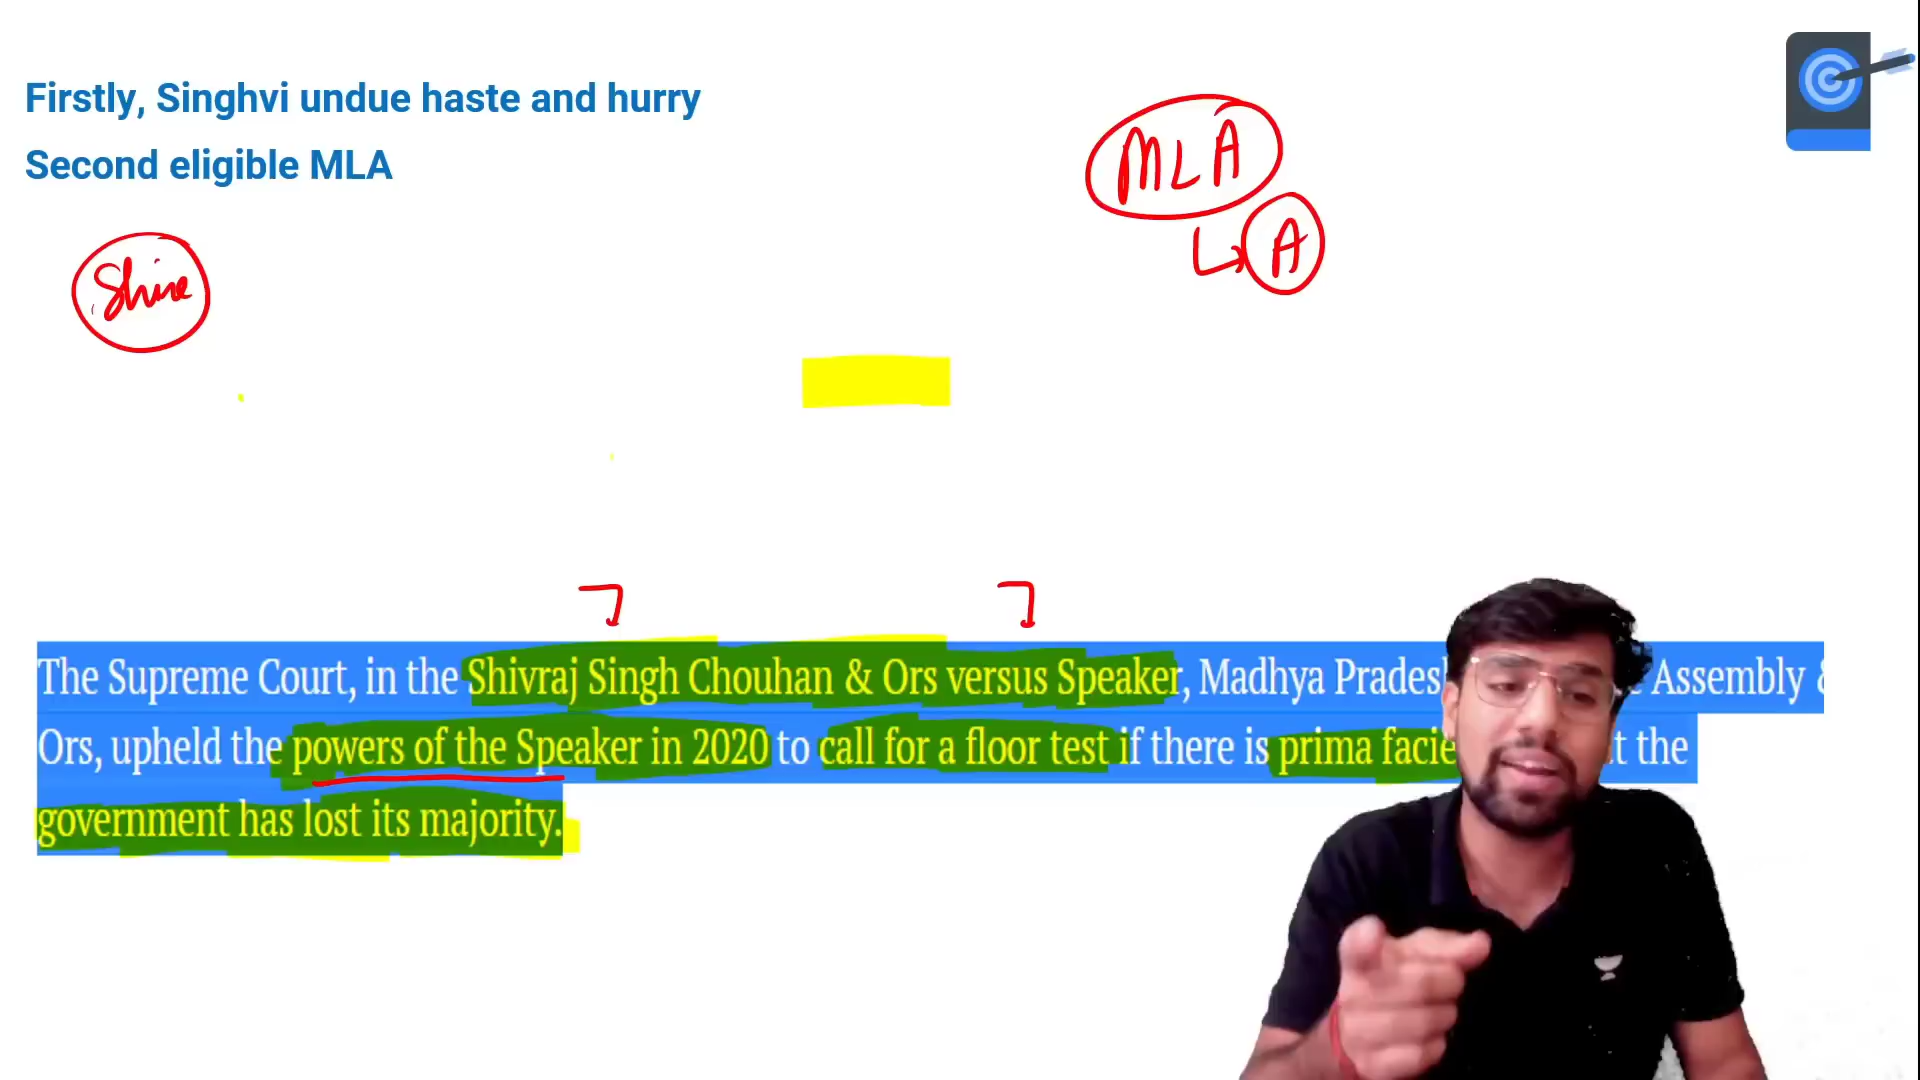 Firstly, Singhvi undue haste and hurry
Second eligible MLA
MLA
A
The Supreme Court, in the Shivraj Singh Chouhan & Ors versus Speaker, Madhya Assembly
Ors, upheld the powers of the Speaker in 2020 to call for a floor test if there is prima facie the
government has lost its majority.